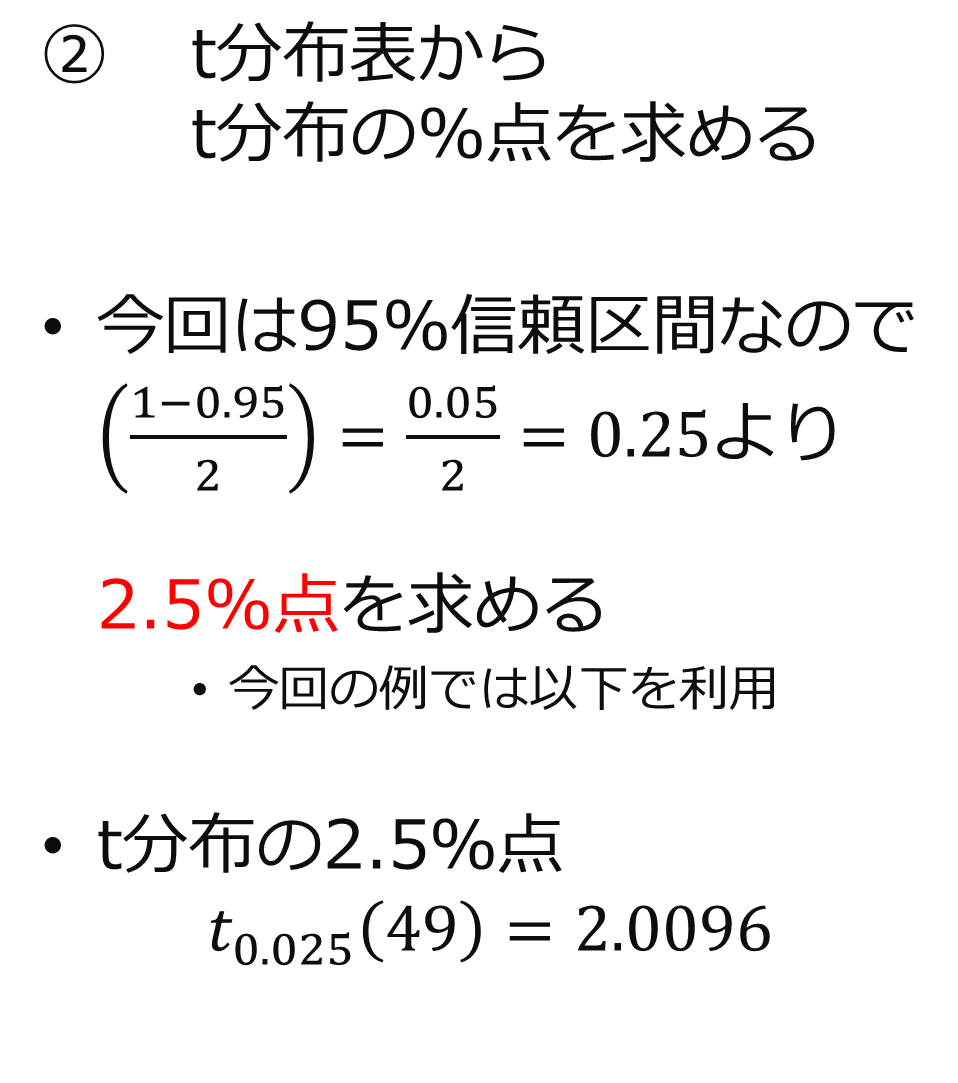 ② t分布表から
t分布の%点を求める
• 今回は95%信頼区間なので
(1−0.95/2) = 0.05/2 = 0.25より
2.5%点を求める
• 今回の例では以下を利用
• t分布の2.5%点
t0.025(49) = 2.0096